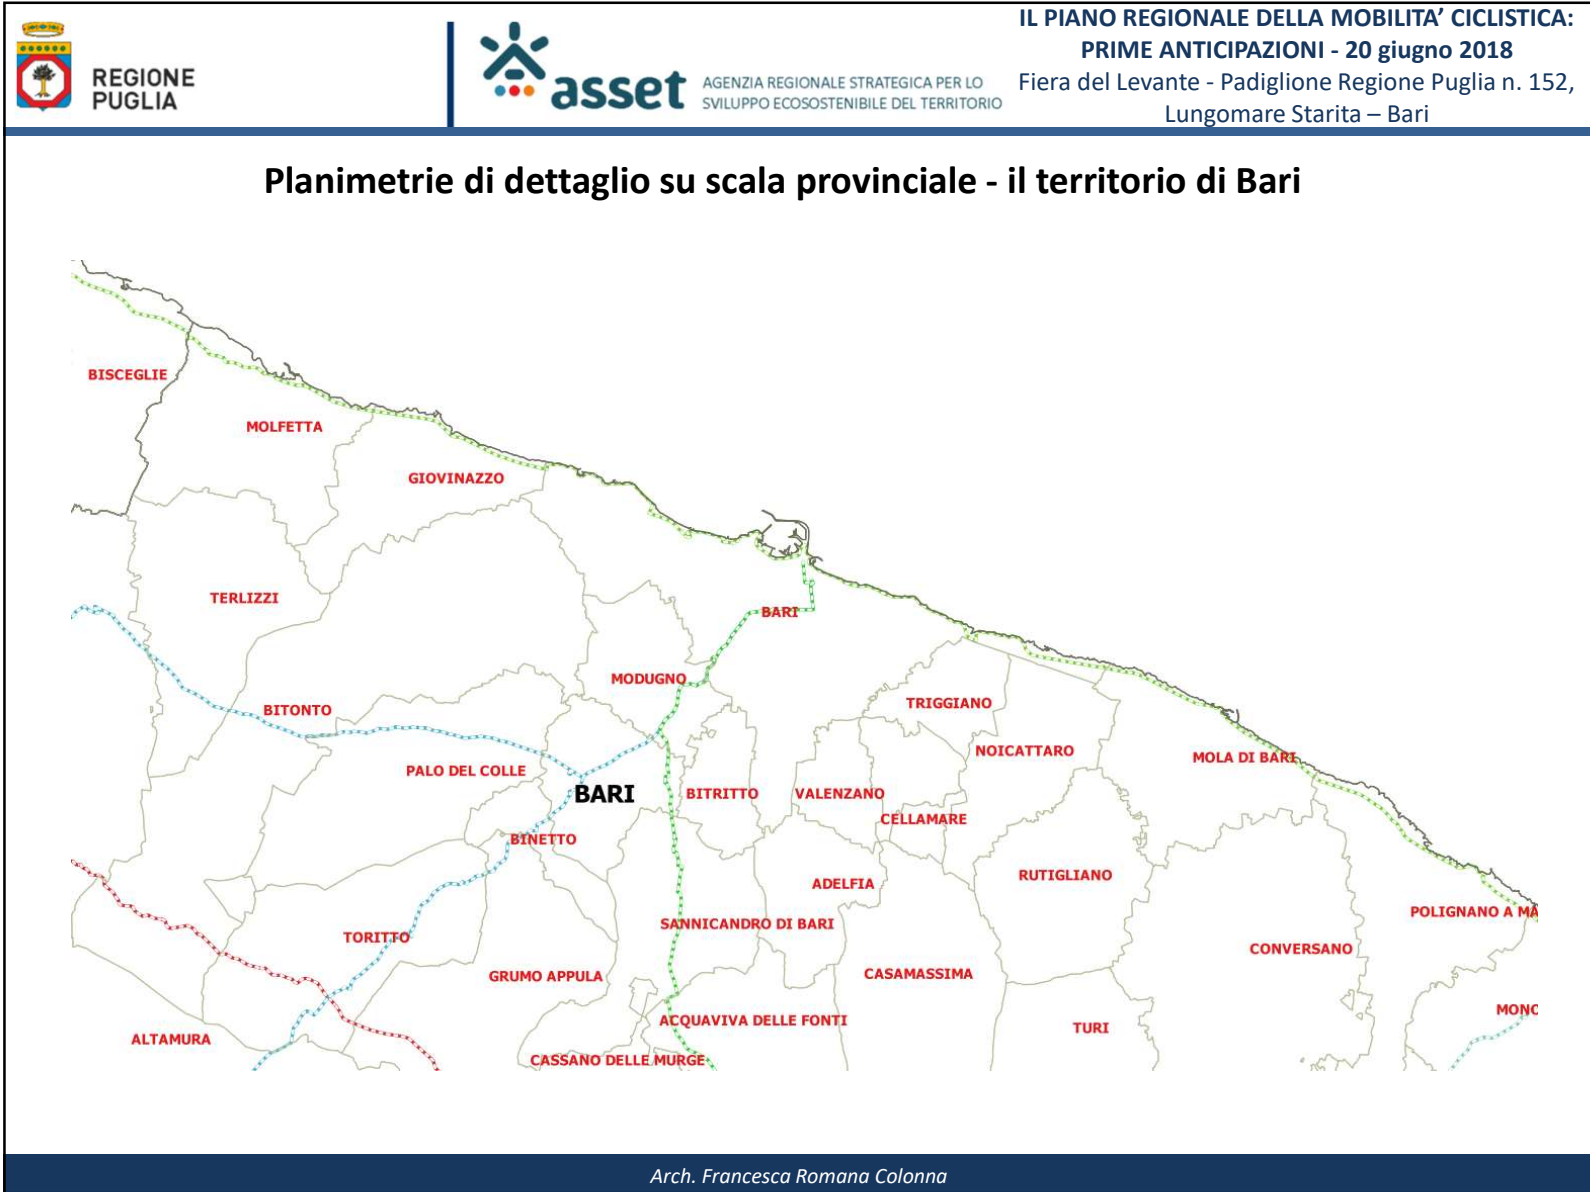 REGIONE
PUGLIA
asset
AGENZIA REGIONALE STRATEGICA PER LO
SVILUPPO ECOSOSTENIBILE DEL TERRITORIO
IL PIANO REGIONALE DELLA MOBILITA’ CICLISTICA:
PRIME ANTICIPAZIONI - 20 giugno 2018
Fiera del Levante - Padiglione Regione Puglia n. 152,
Lungomare Starita – Bari
Planimetrie di dettaglio su scala provinciale - il territorio di Bari
BISCEGLIE
MOLFETTA
GIOVINAZZO
TERLIZZI
BARI
MODUGNO
BITONTO
TRIGGIANO
NOICATTARO
MOLA DI BARI
PALO DEL COLLE
BARI
BITRITTO
VALENZANO
CELLAMARE
BINETTO
RUTIGLIANO
ADELFIA
POLIGNANO A MA
SANNICANDRO DI BARI
TORITTO
CONVERSANO
CASAMASSIMA
GRUMO APPULA
MONO
ACQUAVIVA DELLE FONTI
TURI
ALTAMURA
CASSANO DELLE MURGE
Arch. Francesca Romana Colonna